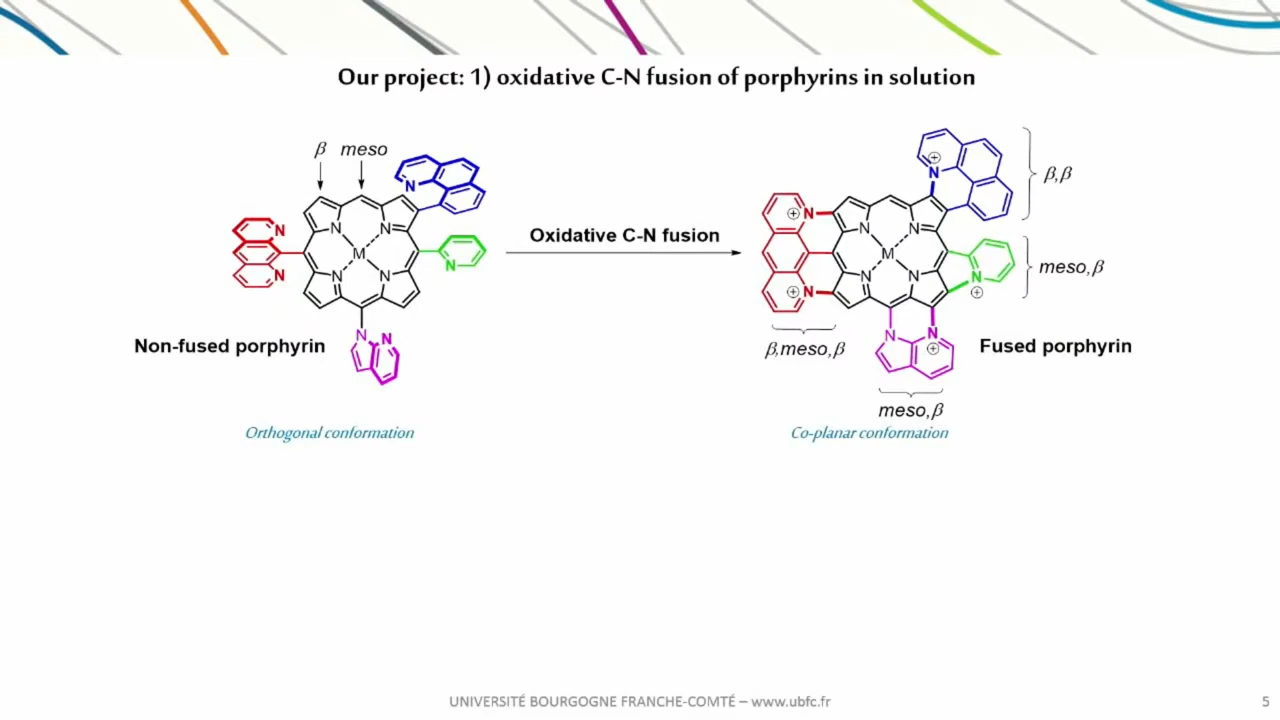 Our project: 1) oxidative C-N fusion of porphyrins in solution
β meso
N
N
N
N
N
N
N
M
N
N
N
N
Non-fused porphyrin
Orthogonal conformation
Oxidative C-N fusion
N
N
N
N
N
M
N
N
N
N
N
β,β
meso,β
β,meso,β
meso,β
Fused porphyrin
Co-planar conformation
UNIVERSITÉ BOURGOGNE FRANCHE-COMTÉ – www.ubfc.fr
5